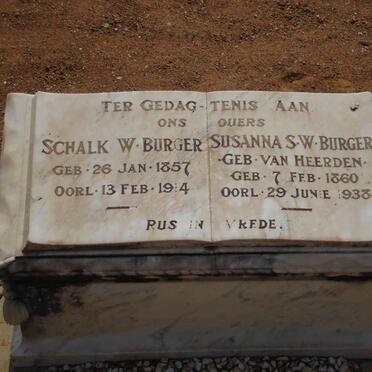 TER GEDAG-TENIS AAN
ONS OUERS
SCHALK W·BURGER
GEB·26 JAN·1857
OORL·13 FEB·1914
SUSANNA S·W·BURGER
·GEB·VAN HEERDEN·
GEB·7 FEB·1860
OORL·29 JUNIE 1938
RUS IN VREDE.